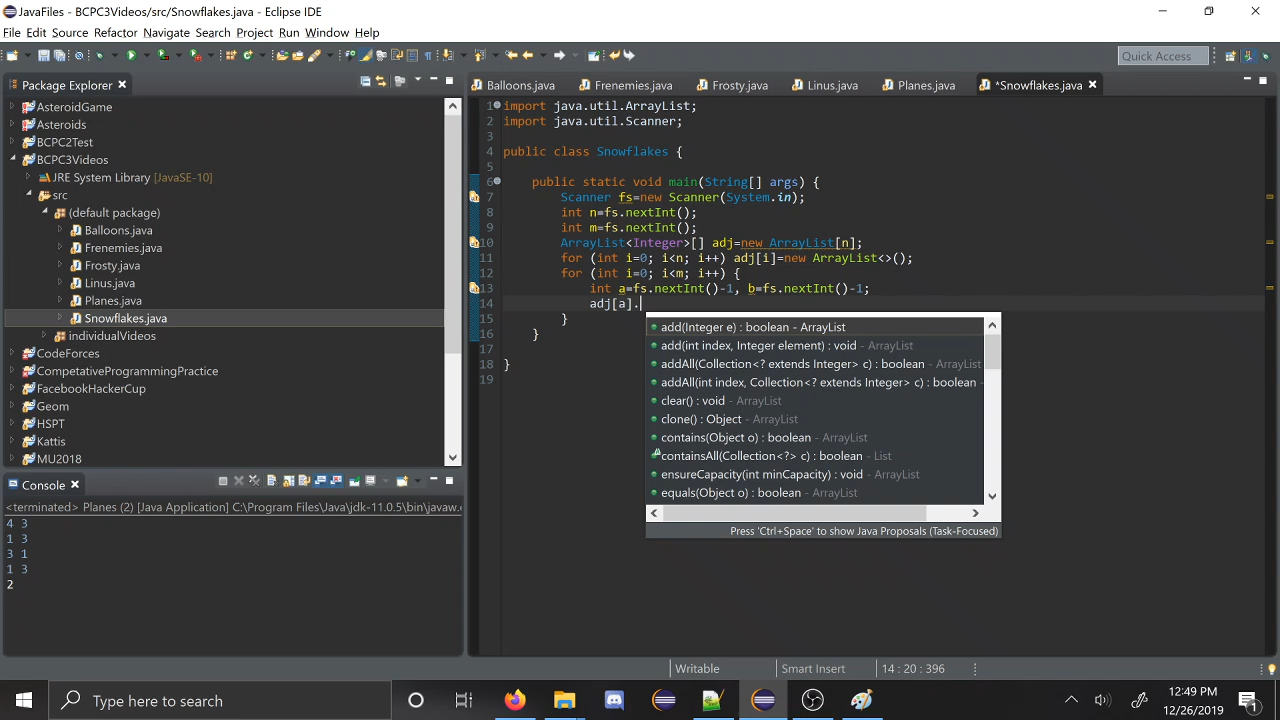 JavaFiles - BCPC3Videos/src/Snowflakes.java - Eclipse IDE
File Edit Source Refactor Navigate Search Project Run Window Help
Quick Access
Package Explorer
AsteroidGame
Asteroids
BCPC2Test
BCPC3Videos
JRE System Library [JavaSE-10]
src
(default package)
Balloons.java
Frenemies.java
Frosty.java
Linus.java
Planes.java
Snowflakes.java
individualVideos
CodeForces
CompetativeProgrammingPractice
FacebookHackerCup
Geom
HSPT
Kattis
MU2018
Console
<terminated> Planes (2) [Java Application] C:\Program Files\Java\jdk-11.0.5\bin\javaw.e
4 3
1 3
3 1
1 3
2
Balloons.java Frenemies.java Frosty.java Linus.java Planes.java *Snowflakes.java
1 import java.util.ArrayList;
2 import java.util.Scanner;
3
4 public class Snowflakes {
5
6 public static void main(String[] args) {
7 Scanner fs=new Scanner(System.in);
8 int n=fs.nextInt();
9 int m=fs.nextInt();
10 ArrayList<Integer>[] adj=new ArrayList[n];
11 for (int i=0; i<n; i++) adj[i]=new ArrayList<>();
12 for (int i=0; i<m; i++) {
13 int a=fs.nextInt()-1, b=fs.nextInt()-1;
14 adj[a].
15 }
16 }
17
18 }
19
add(Integer e) : boolean - ArrayList
add(int index, Integer element) : void - ArrayList
addAll(Collection<? extends Integer> c) : boolean - ArrayList
addAll(int index, Collection<? extends Integer> c) : boolean -
clear() : void - ArrayList
clone() : Object - ArrayList
contains(Object o) : boolean - ArrayList
containsAll(Collection<?> c) : boolean - List
ensureCapacity(int minCapacity) : void - ArrayList
equals(Object o) : boolean - ArrayList
Press 'Ctrl+Space' to show Java Proposals (Task-Focused)
Writable Smart Insert 14 : 20 : 396
Type here to search
12:49 PM
12/26/2019
1